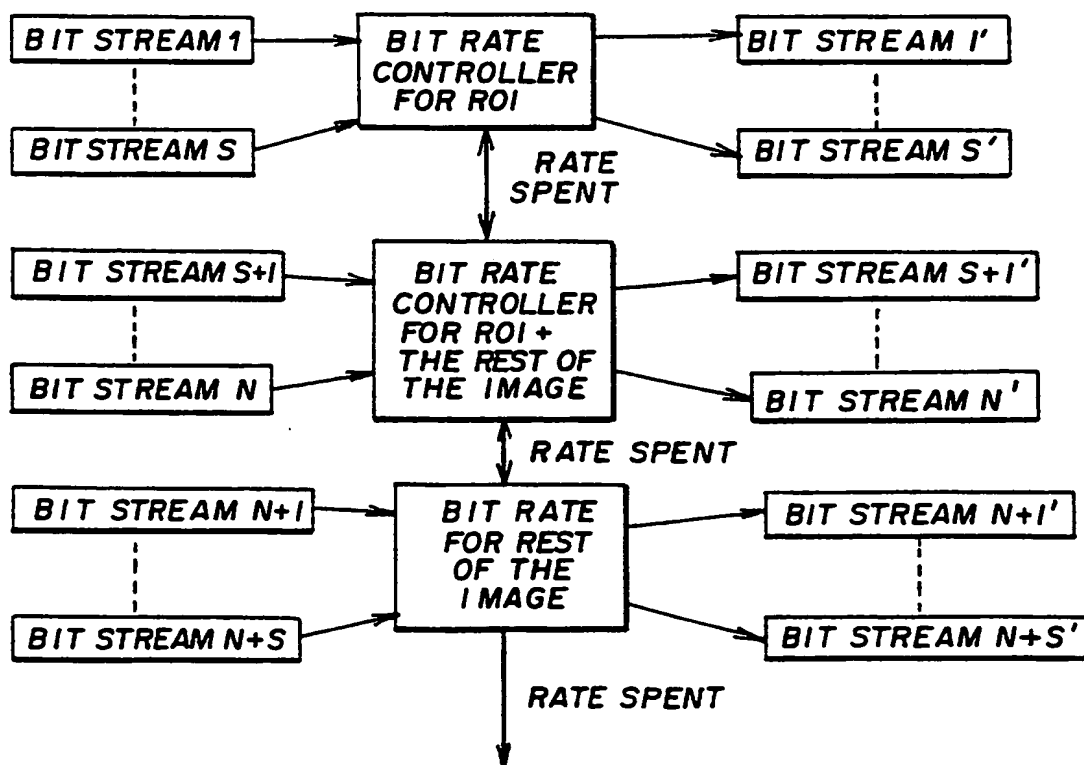 BIT STREAM 1
BIT RATE
CONTROLLER
FOR ROI
BIT STREAM I'
BIT STREAM S
BIT STREAM S'
RATE
SPENT
BIT STREAM S+I
BIT RATE
CONTROLLER
FOR ROI +
THE REST OF
THE IMAGE
BIT STREAM S+I'
BIT STREAM N
BIT STREAM N'
RATE SPENT
BIT STREAM N+I
BIT RATE
FOR REST
OF THE
IMAGE
BIT STREAM N+I'
BIT STREAM N+S
BIT STREAM N+S'
RATE SPENT